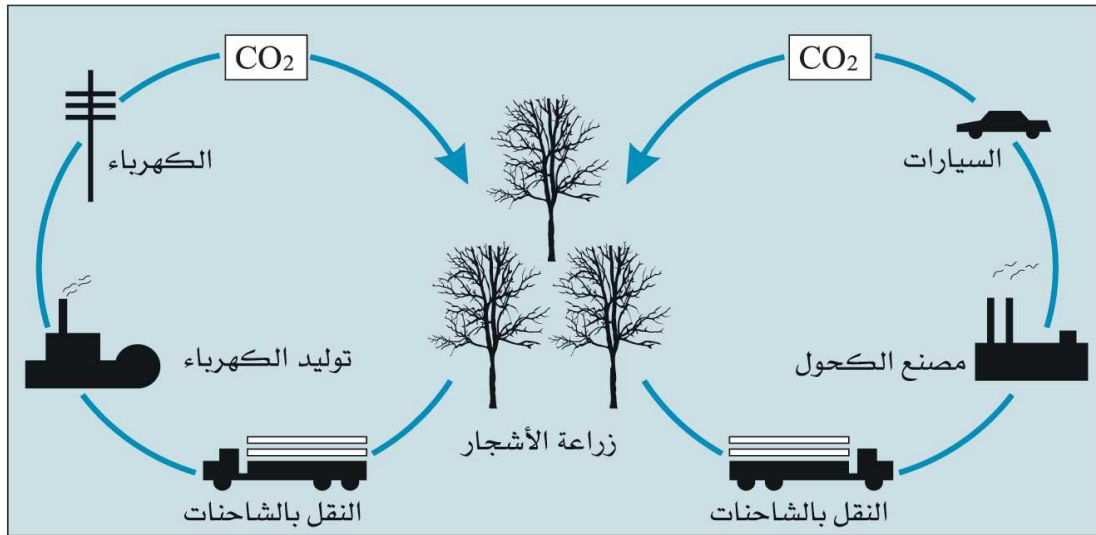 CO₂
CO₂
السيارات
الكهرباء
مصنع الكحول
توليد الكهرباء
زراعة الأشجار
النقل بالشاحنات
النقل بالشاحنات